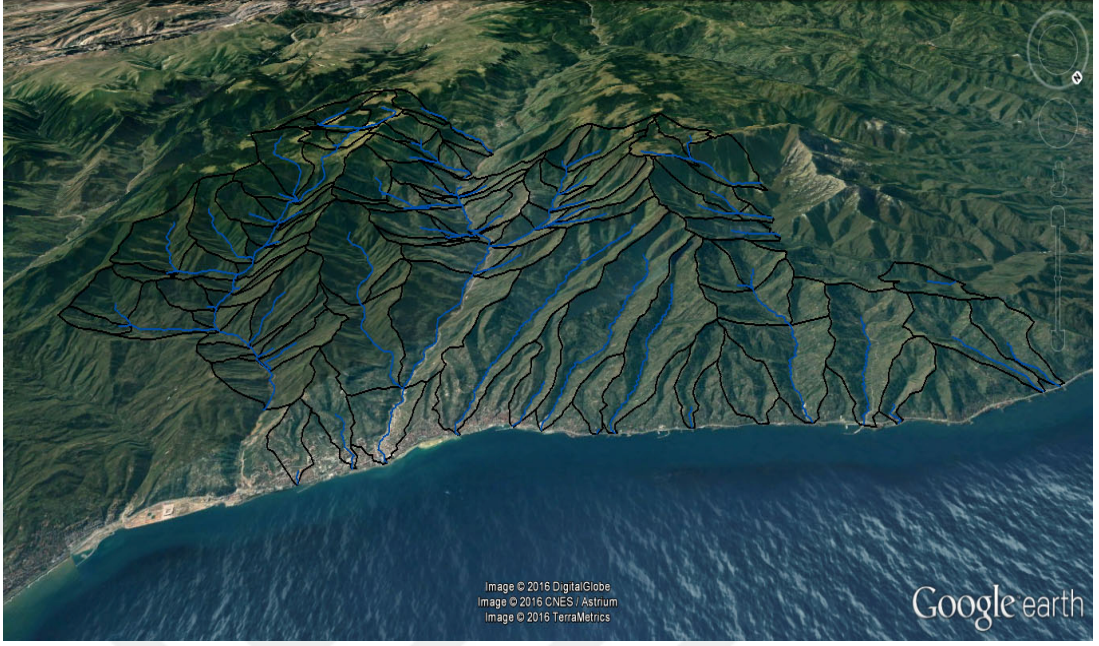 N
Image © 2016 DigitalGlobe
Image © 2016 CNES / Astrium
Image © 2016 TerraMetrics
Google earth